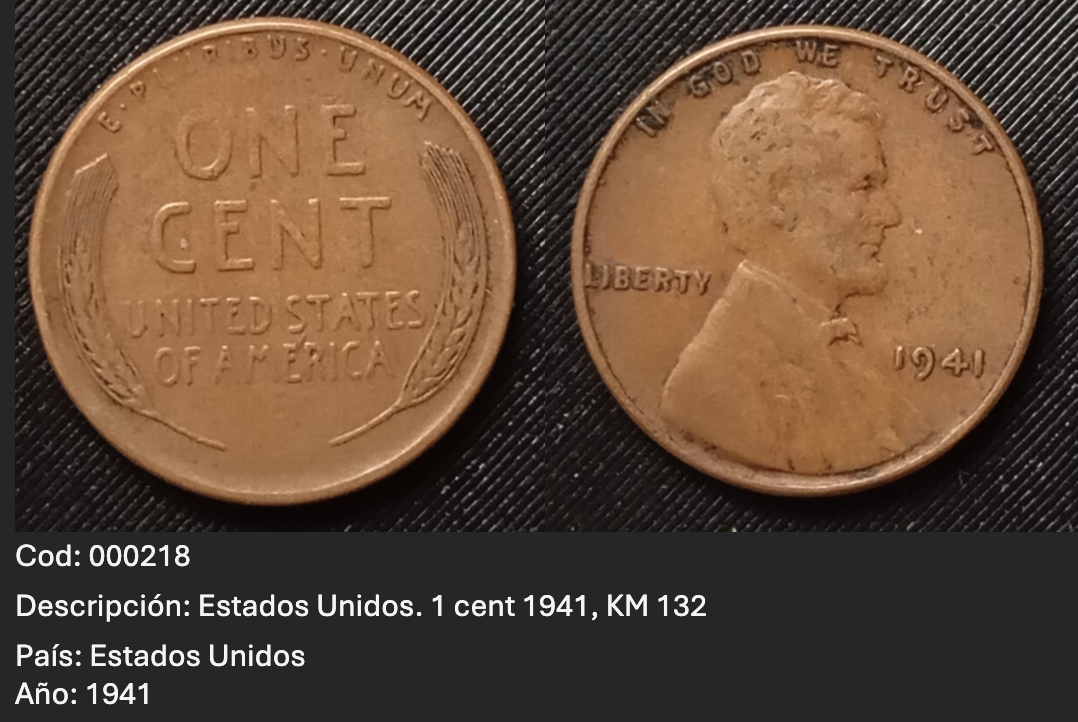 E·PLURIBUS·UNUM
ONE
CENT
UNITED STATES
OF AMERICA
IN GOD WE TRUST
LIBERTY
1941
Cod: 000218
Descripción: Estados Unidos. 1 cent 1941, KM 132
País: Estados Unidos
Año: 1941